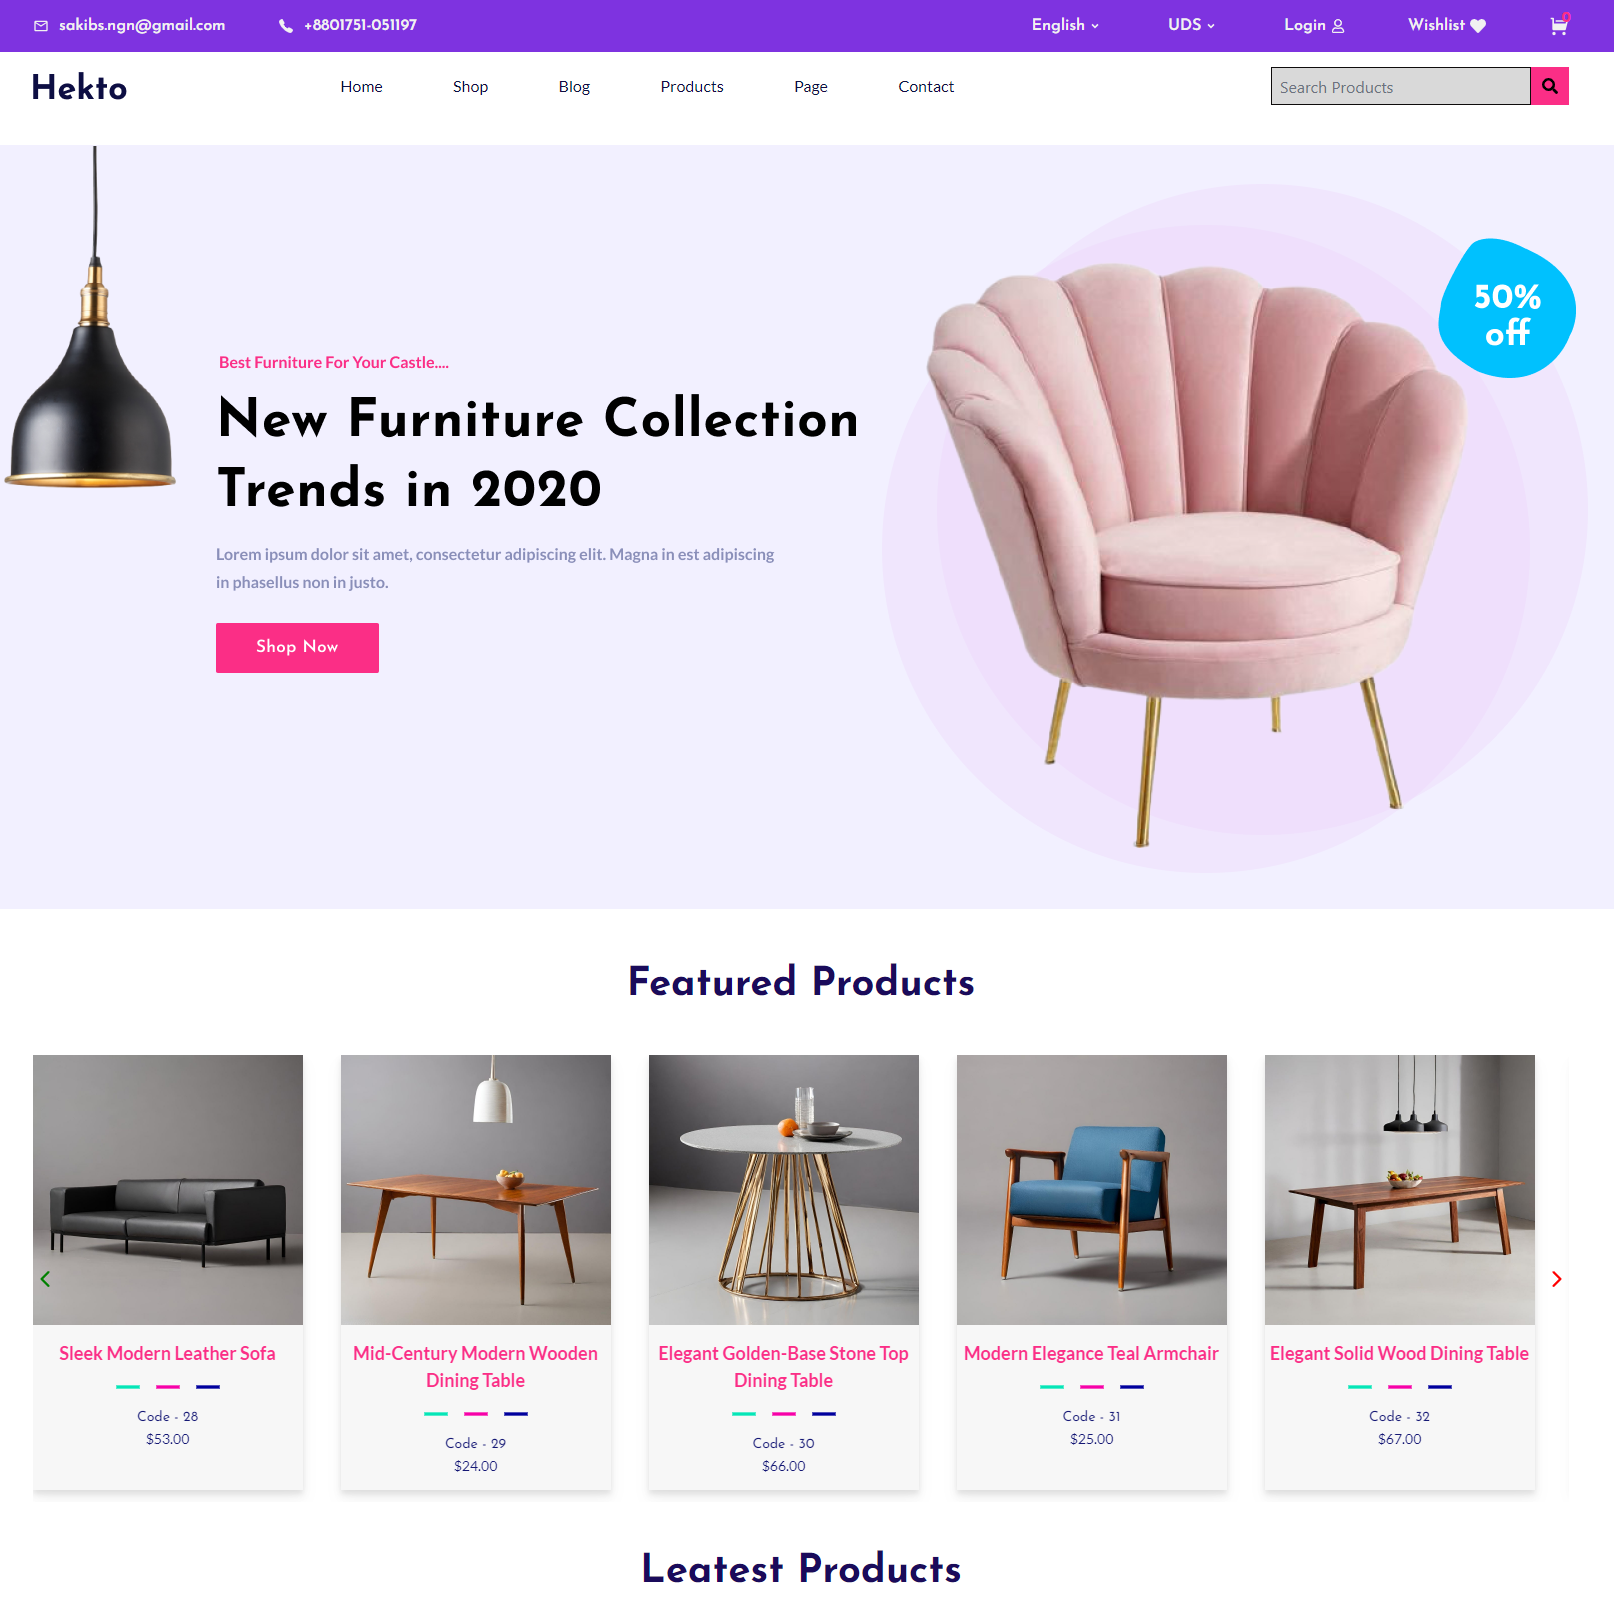 sakibs.ngn@gmail.com
+8801751-051197
English
UDS
Login
Wishlist
0
Hekto
Home
Shop
Blog
Products
Page
Contact
Search Products
50%
off
Best Furniture For Your Castle....
New Furniture Collection
Trends in 2020
Lorem ipsum dolor sit amet, consectetur adipiscing elit. Magna in est adipiscing
in phasellus non in justo.
Shop Now
Featured Products
Sleek Modern Leather Sofa
Code - 28
$53.00
Mid-Century Modern Wooden
Dining Table
Code - 29
$24.00
Elegant Golden-Base Stone Top
Dining Table
Code - 30
$66.00
Modern Elegance Teal Armchair
Code - 31
$25.00
Elegant Solid Wood Dining Table
Code - 32
$67.00
Leatest Products